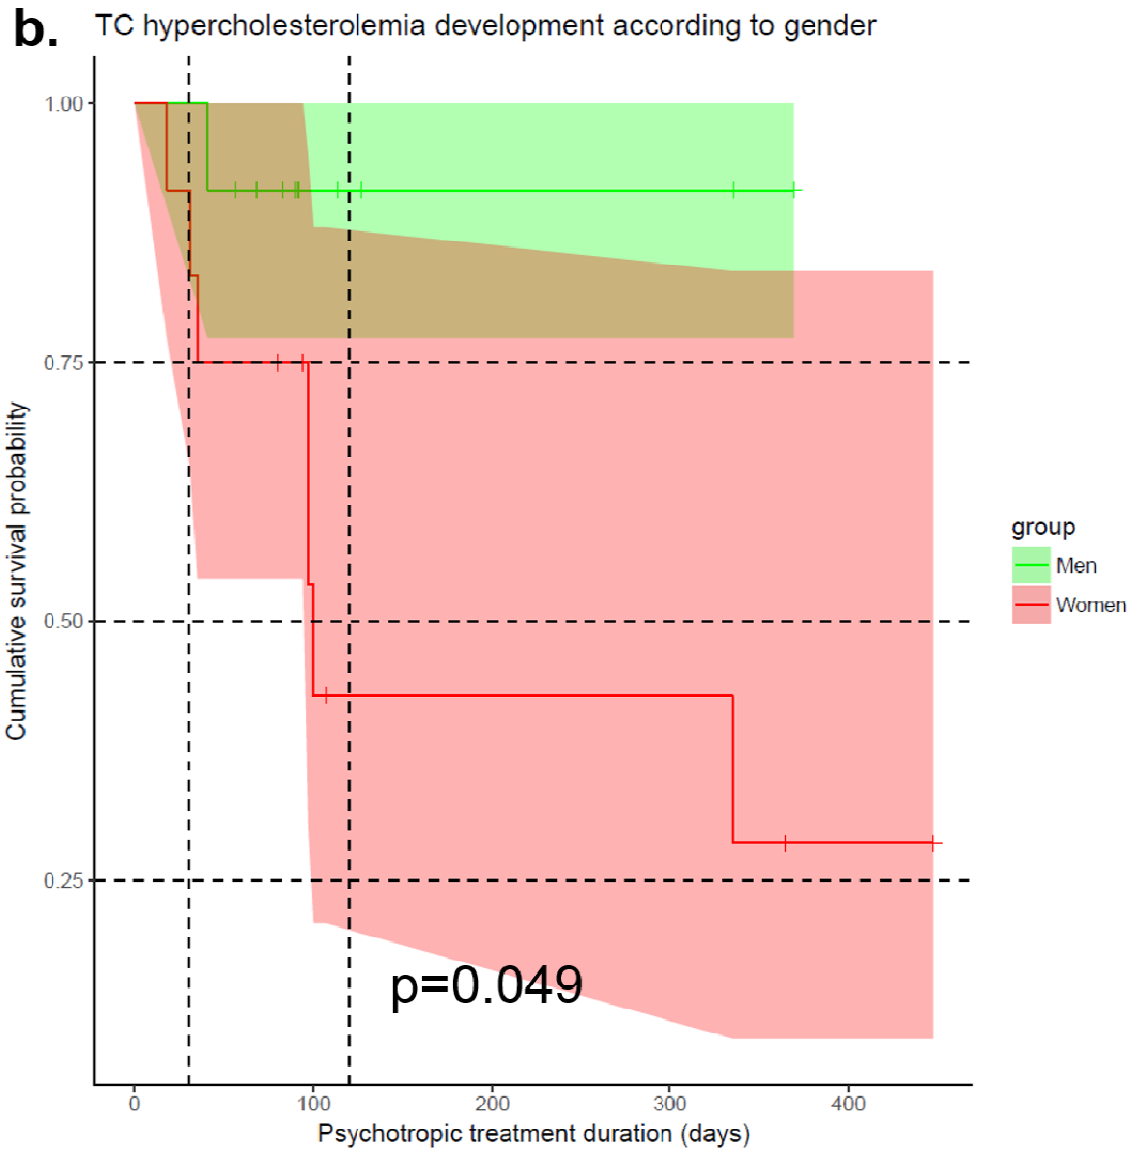 b. TC hypercholesterolemia development according to gender
Cumulative survival probability
1.00
0.75
0.50
0.25
p=0.049
0 100 200 300 400
Psychotropic treatment duration (days)
group
Men
Women